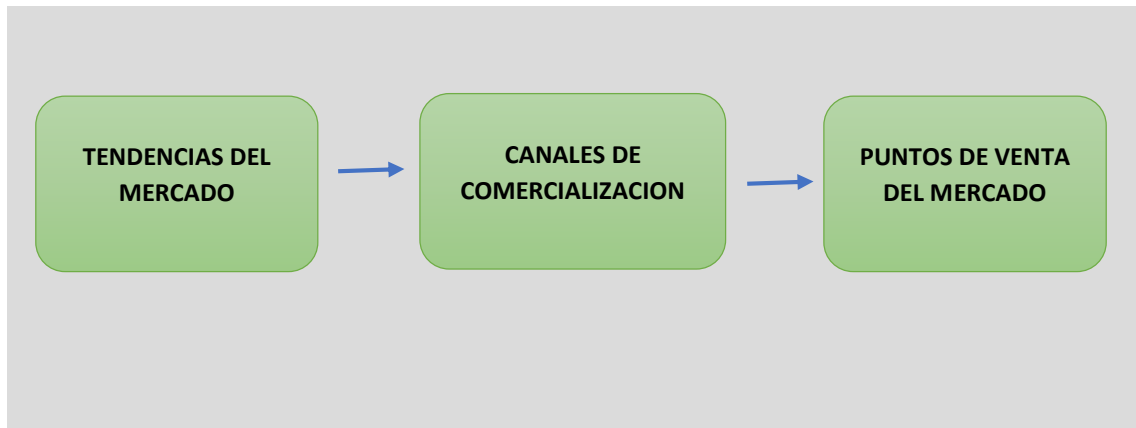 TENDENCIAS DEL
MERCADO
CANALES DE
COMERCIALIZACION
PUNTOS DE VENTA
DEL MERCADO